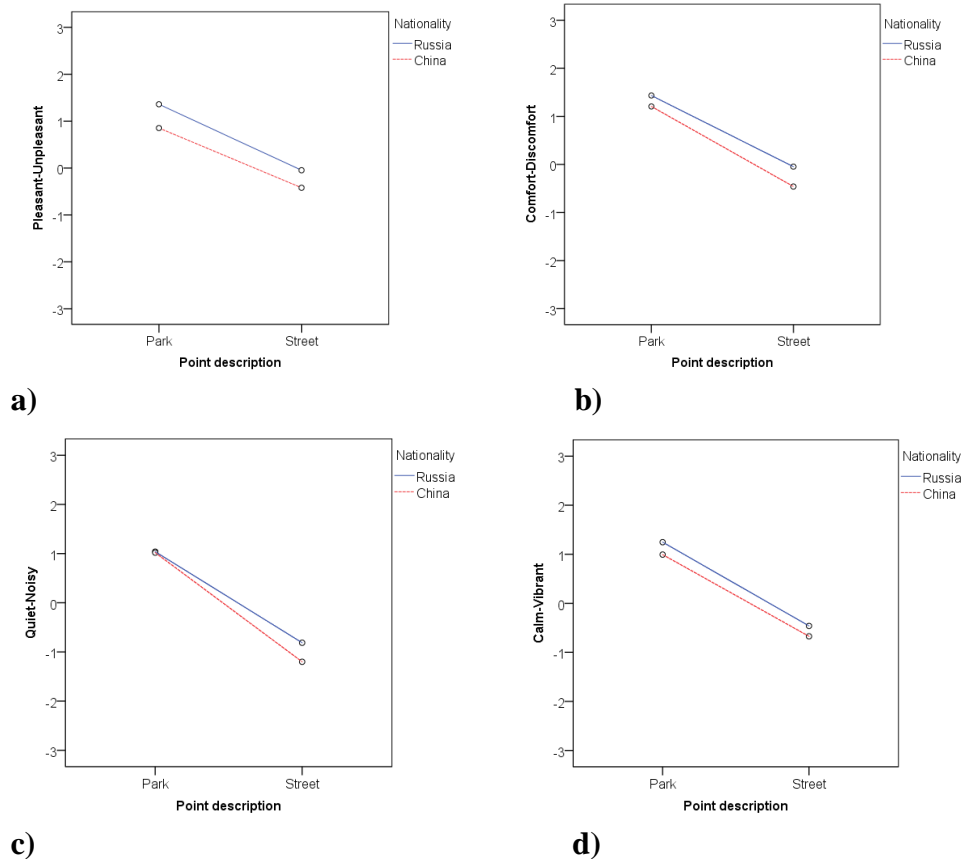 Nationality
Russia
China
3
2
1
0
-1
-2
-3
Pleasant-Unpleasant
Park
Street
Point description
a)
Nationality
Russia
China
3
2
1
0
-1
-2
-3
Comfort-Discomfort
Park
Street
Point description
b)
Nationality
Russia
China
3
2
1
0
-1
-2
-3
Quiet-Noisy
Park
Street
Point description
c)
Nationality
Russia
China
3
2
1
0
-1
-2
-3
Calm-Vibrant
Park
Street
Point description
d)